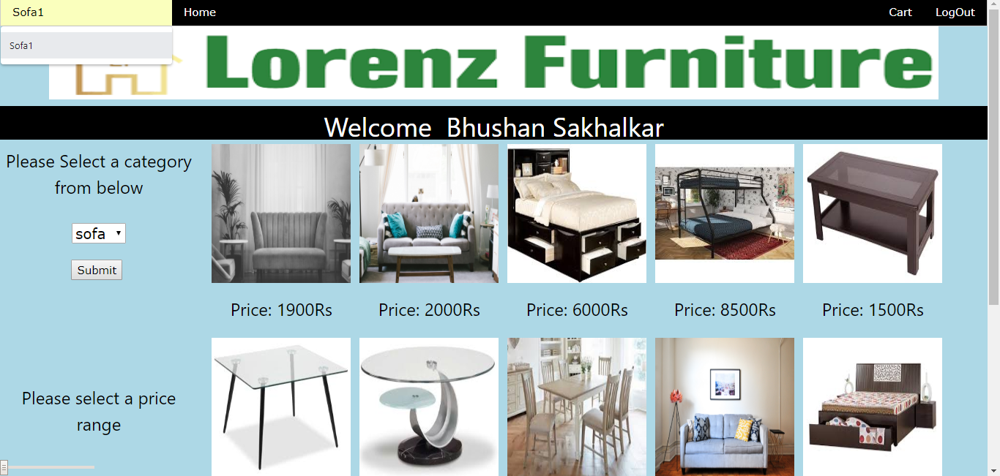 Sofa1
Home
Cart
LogOut
Sofa1
Lorenz Furniture
Welcome Bhushan Sakhalkar
Please Select a category
from below
sofa
Submit
Price: 1900Rs
Price: 2000Rs
Price: 6000Rs
Price: 8500Rs
Price: 1500Rs
Please select a price
range